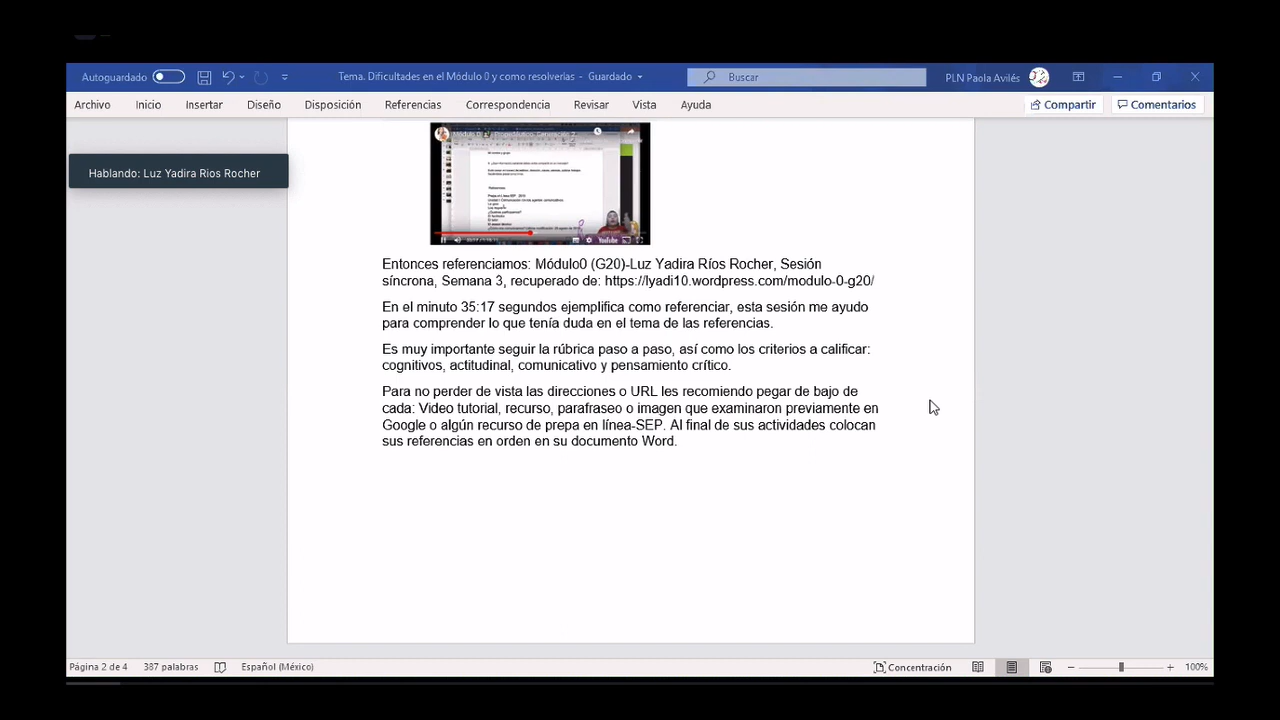 Autoguardado
Tema. Dificultades en el Módulo 0 y como resolverlas - Guardado
Buscar
PLN Paola Avilés
Archivo Inicio Insertar Diseño Disposición Referencias Correspondencia Revisar Vista Ayuda Compartir Comentarios
Hablando: Luz Yadira Rios Rocher
YouTube
Entonces referenciamos: Módulo0 (G20)-Luz Yadira Ríos Rocher, Sesión
síncrona, Semana 3, recuperado de: https://lyadi10.wordpress.com/modulo-0-g20/
En el minuto 35:17 segundos ejemplifica como referenciar, esta sesión me ayudo
para comprender lo que tenía duda en el tema de las referencias.
Es muy importante seguir la rúbrica paso a paso, así como los criterios a calificar:
cognitivos, actitudinal, comunicativo y pensamiento crítico.
Para no perder de vista las direcciones o URL les recomiendo pegar de bajo de
cada: Video tutorial, recurso, parafraseo o imagen que examinaron previamente en
Google o algún recurso de prepa en línea-SEP. Al final de sus actividades colocan
sus referencias en orden en su documento Word.
Página 2 de 4 387 palabras Español (México) Concentración 100%